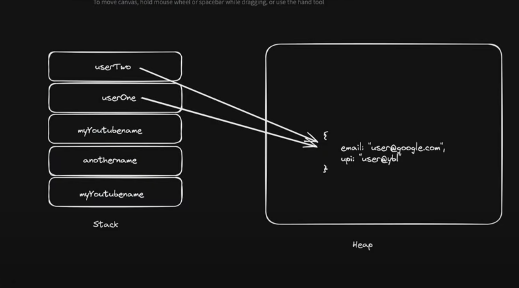 To move canvas, hold mouse wheel or spacebar while dragging, or use the hand tool
userTwo
userOne
myYoutubename
anothername
myYoutubename
Stack
{
email: "user@google.com",
upi: "user@ybl"
}
Heap